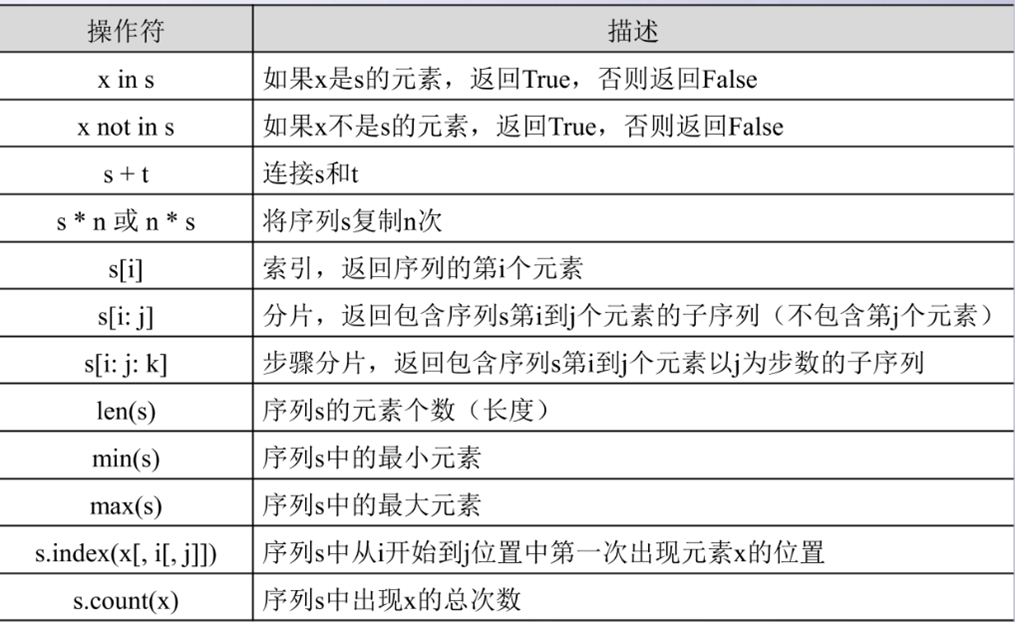 操作符 描述
x in s 如果x是s的元素，返回True，否则返回False
x not in s 如果x不是s的元素，返回True，否则返回False
s + t 连接s和t
s * n 或 n * s 将序列s复制n次
s[i] 索引，返回序列的第i个元素
s[i: j] 分片，返回包含序列s第i到j个元素的子序列（不包含第j个元素）
s[i: j: k] 步骤分片，返回包含序列s第i到j个元素以j为步数的子序列
len(s) 序列s的元素个数（长度）
min(s) 序列s中的最小元素
max(s) 序列s中的最大元素
s.index(x[, i[, j]]) 序列s中从i开始到j位置中第一次出现元素x的位置
s.count(x) 序列s中出现x的总次数